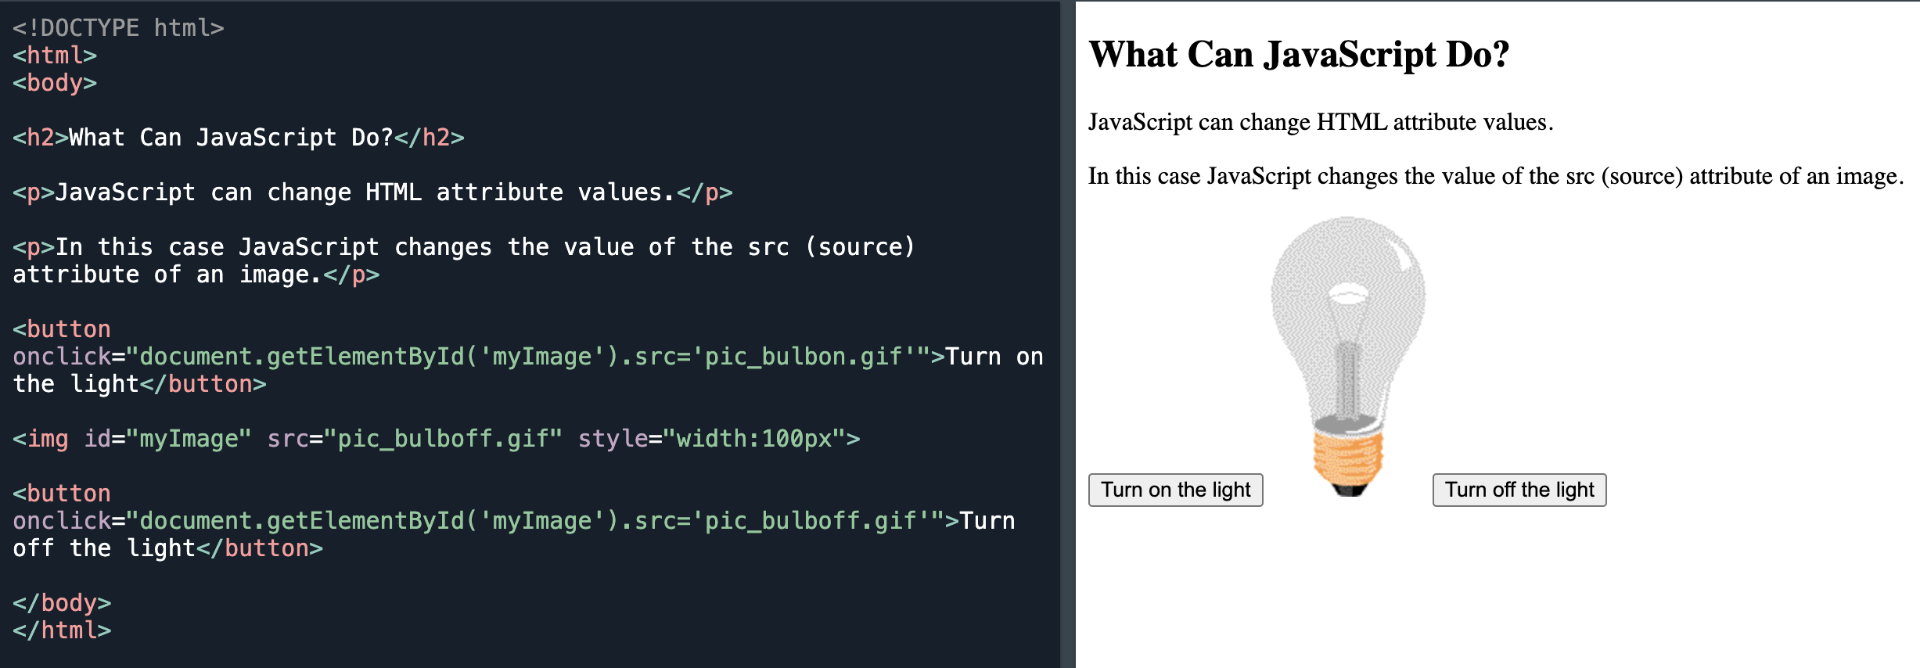 <!DOCTYPE html>
<html>
<body>
<h2>What Can JavaScript Do?</h2>
<p>JavaScript can change HTML attribute values.</p>
<p>In this case JavaScript changes the value of the src (source)
attribute of an image.</p>
<button
onclick="document.getElementById('myImage').src='pic_bulbon.gif'">Turn on
the light</button>
<img id="myImage" src="pic_bulboff.gif" style="width:100px">
<button
onclick="document.getElementById('myImage').src='pic_bulboff.gif'">Turn
off the light</button>
</body>
</html>
What Can JavaScript Do?
JavaScript can change HTML attribute values.
In this case JavaScript changes the value of the src (source) attribute of an image.
Turn on the light
Turn off the light